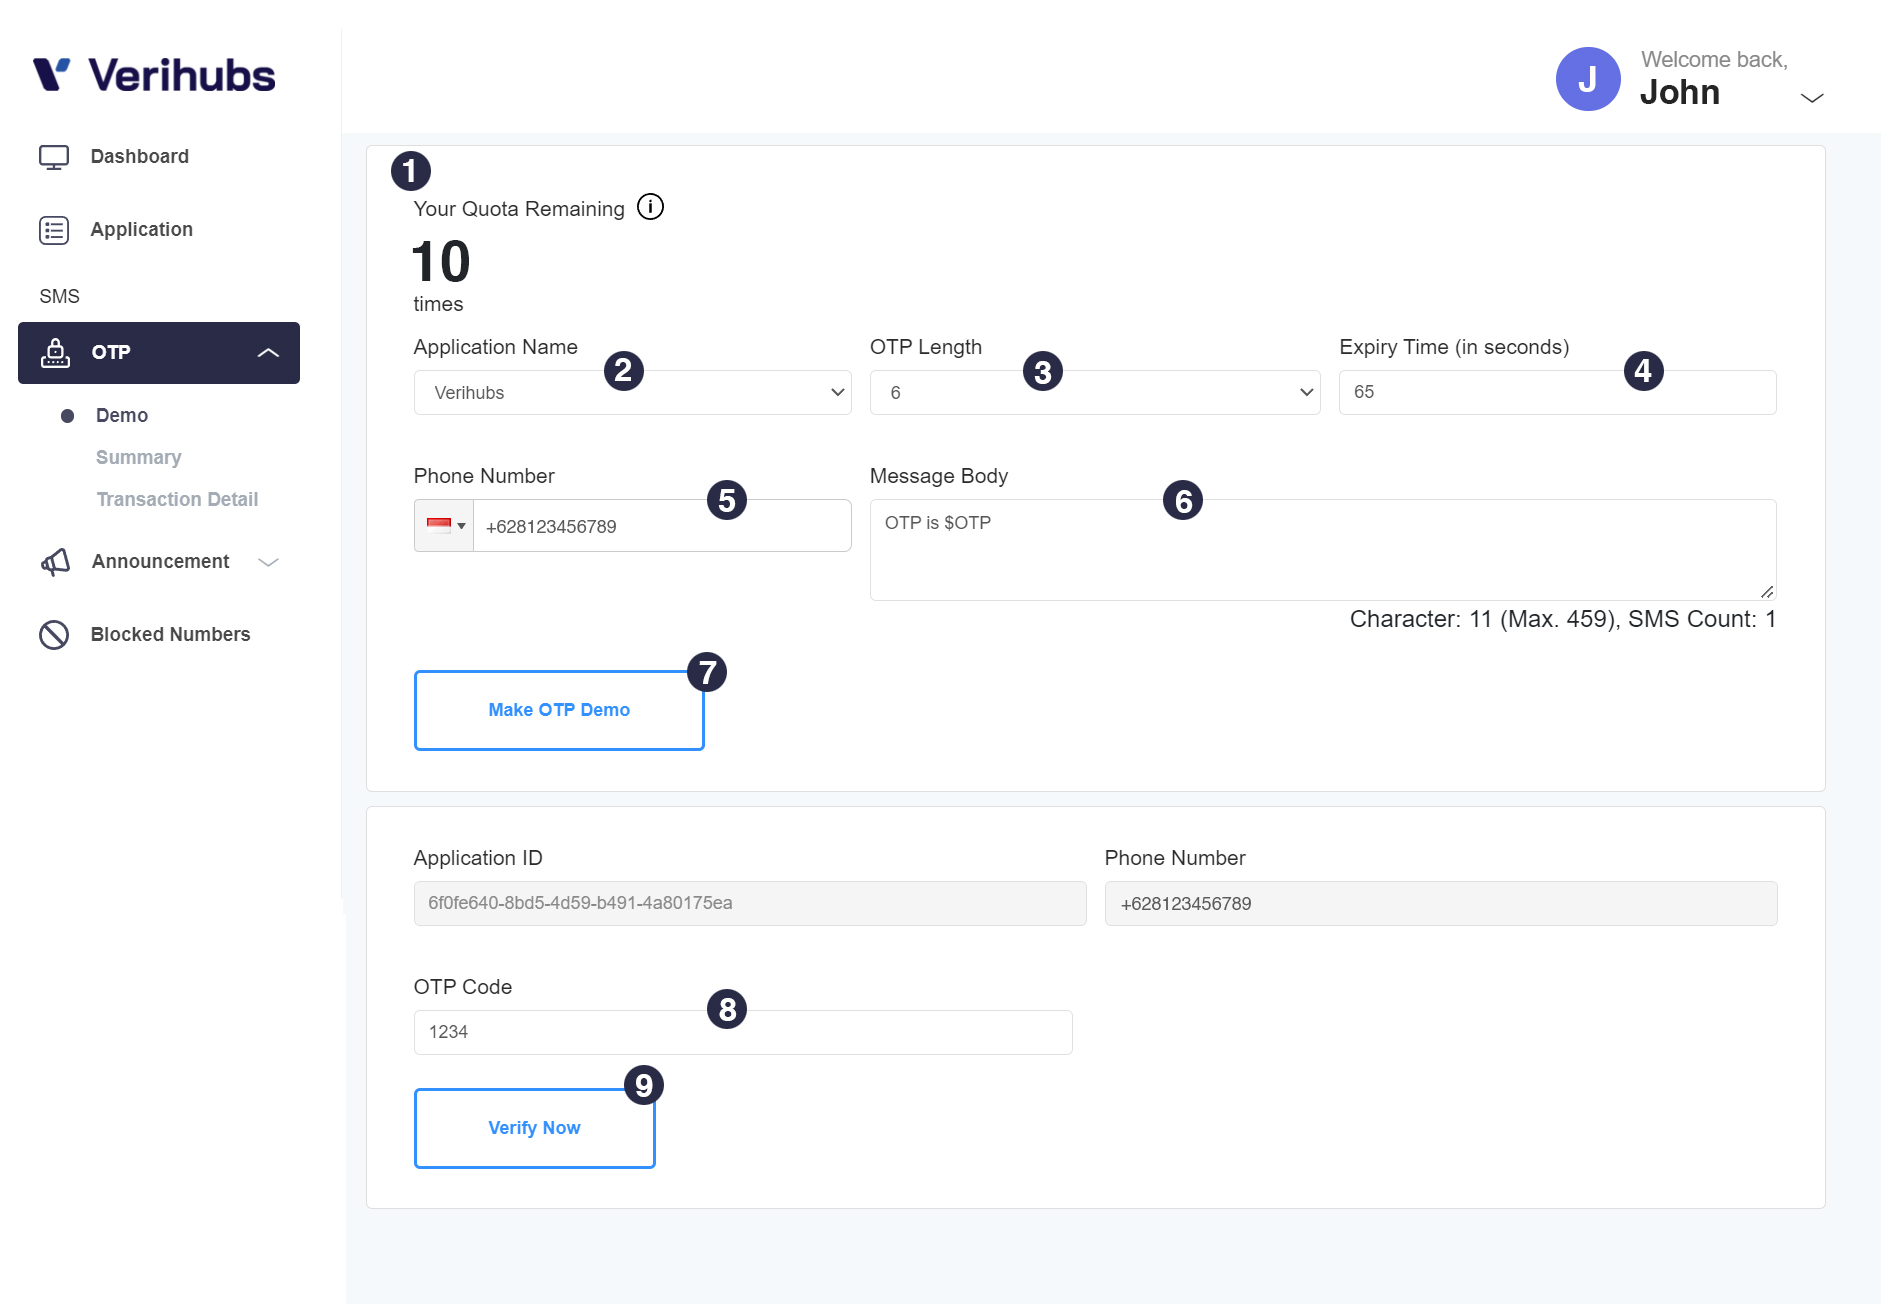 Verihubs
Dashboard
Application
SMS
OTP
Demo
Summary
Transaction Detail
Announcement
Blocked Numbers
J
Welcome back,
John
1
Your Quota Remaining
10
times
Application Name
2
Verihubs
OTP Length
3
6
Expiry Time (in seconds)
4
65
Phone Number
5
+628123456789
Message Body
6
OTP is $OTP
Character: 11 (Max. 459), SMS Count: 1
7
Make OTP Demo
Application ID
6f0fe640-8bd5-4d59-b491-4a80175ea
Phone Number
+628123456789
OTP Code
8
1234
9
Verify Now